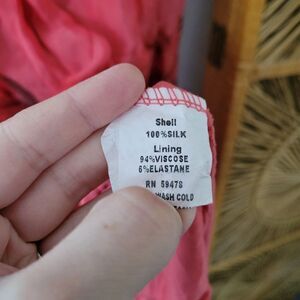 Shell
100%SILK
Lining
94%VISCOSE
6%ELASTANE
RN 59478
WASH COLD